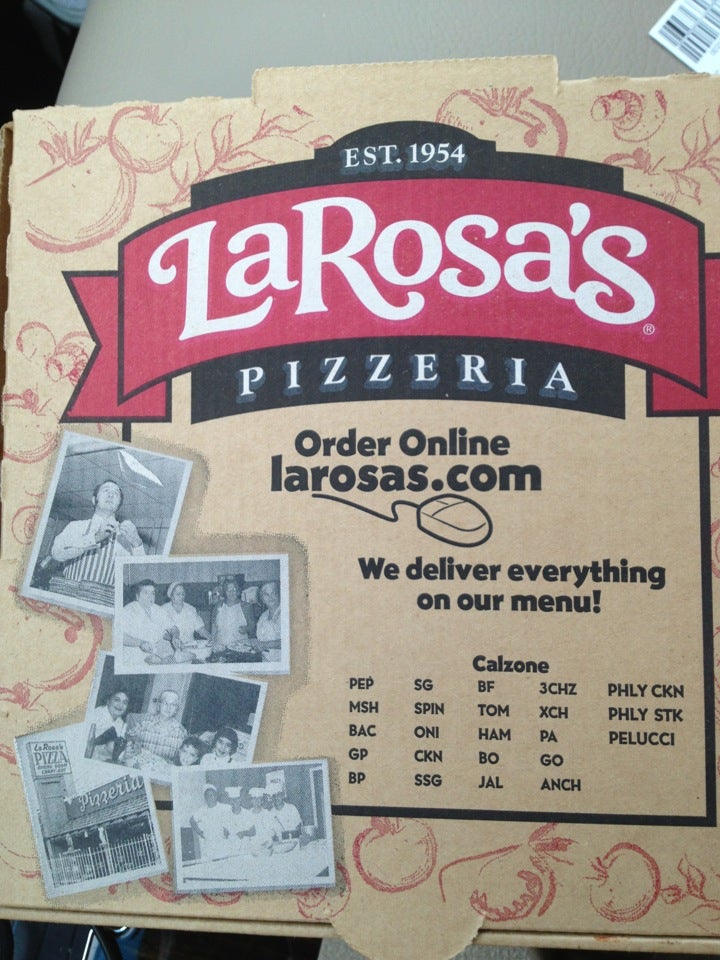 EST. 1954
LaRosa's ®
PIZZERIA
Order Online
larosas.com
We deliver everything
on our menu!
Calzone
PEP SG BF 3CHZ PHLY CKN
MSH SPIN TOM XCH PHLY STK
BAC ONI HAM PA PELUCCI
GP CKN BO GO
BP SSG JAL ANCH
LaRosa's
PIZZA
Pizzeria